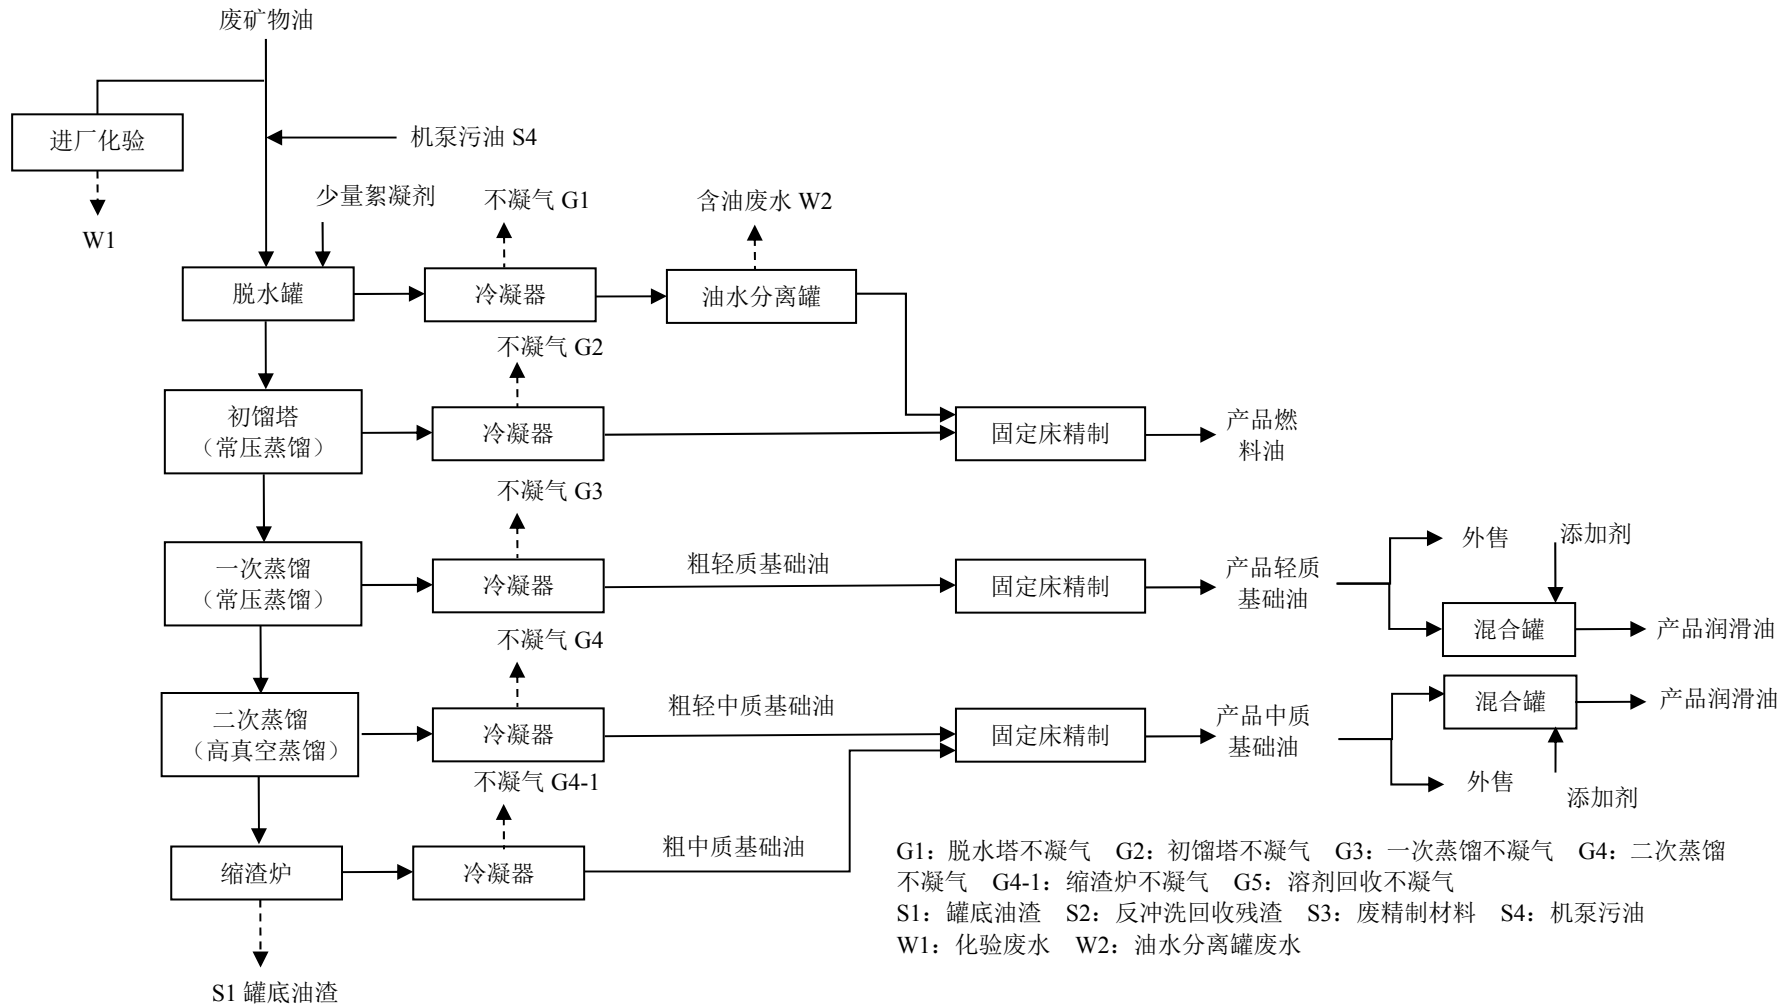 废矿物油
进厂化验
机泵污油 S4
W1
少量絮凝剂
不凝气 G1
含油废水 W2
脱水罐
冷凝器
油水分离罐
不凝气 G2
初馏塔
（常压蒸馏）
冷凝器
固定床精制
产品燃
料油
不凝气 G3
一次蒸馏
（常压蒸馏）
冷凝器
粗轻质基础油
固定床精制
产品轻质
基础油
外售
添加剂
混合罐
产品润滑油
不凝气 G4
二次蒸馏
（高真空蒸馏）
冷凝器
粗轻中质基础油
固定床精制
产品中质
基础油
混合罐
产品润滑油
外售
添加剂
不凝气 G4-1
缩渣炉
冷凝器
粗中质基础油
S1 罐底油渣
G1：脱水塔不凝气 G2：初馏塔不凝气 G3：一次蒸馏不凝气 G4：二次蒸馏
不凝气 G4-1：缩渣炉不凝气 G5：溶剂回收不凝气
S1：罐底油渣 S2：反冲洗回收残渣 S3：废精制材料 S4：机泵污油
W1：化验废水 W2：油水分离罐废水